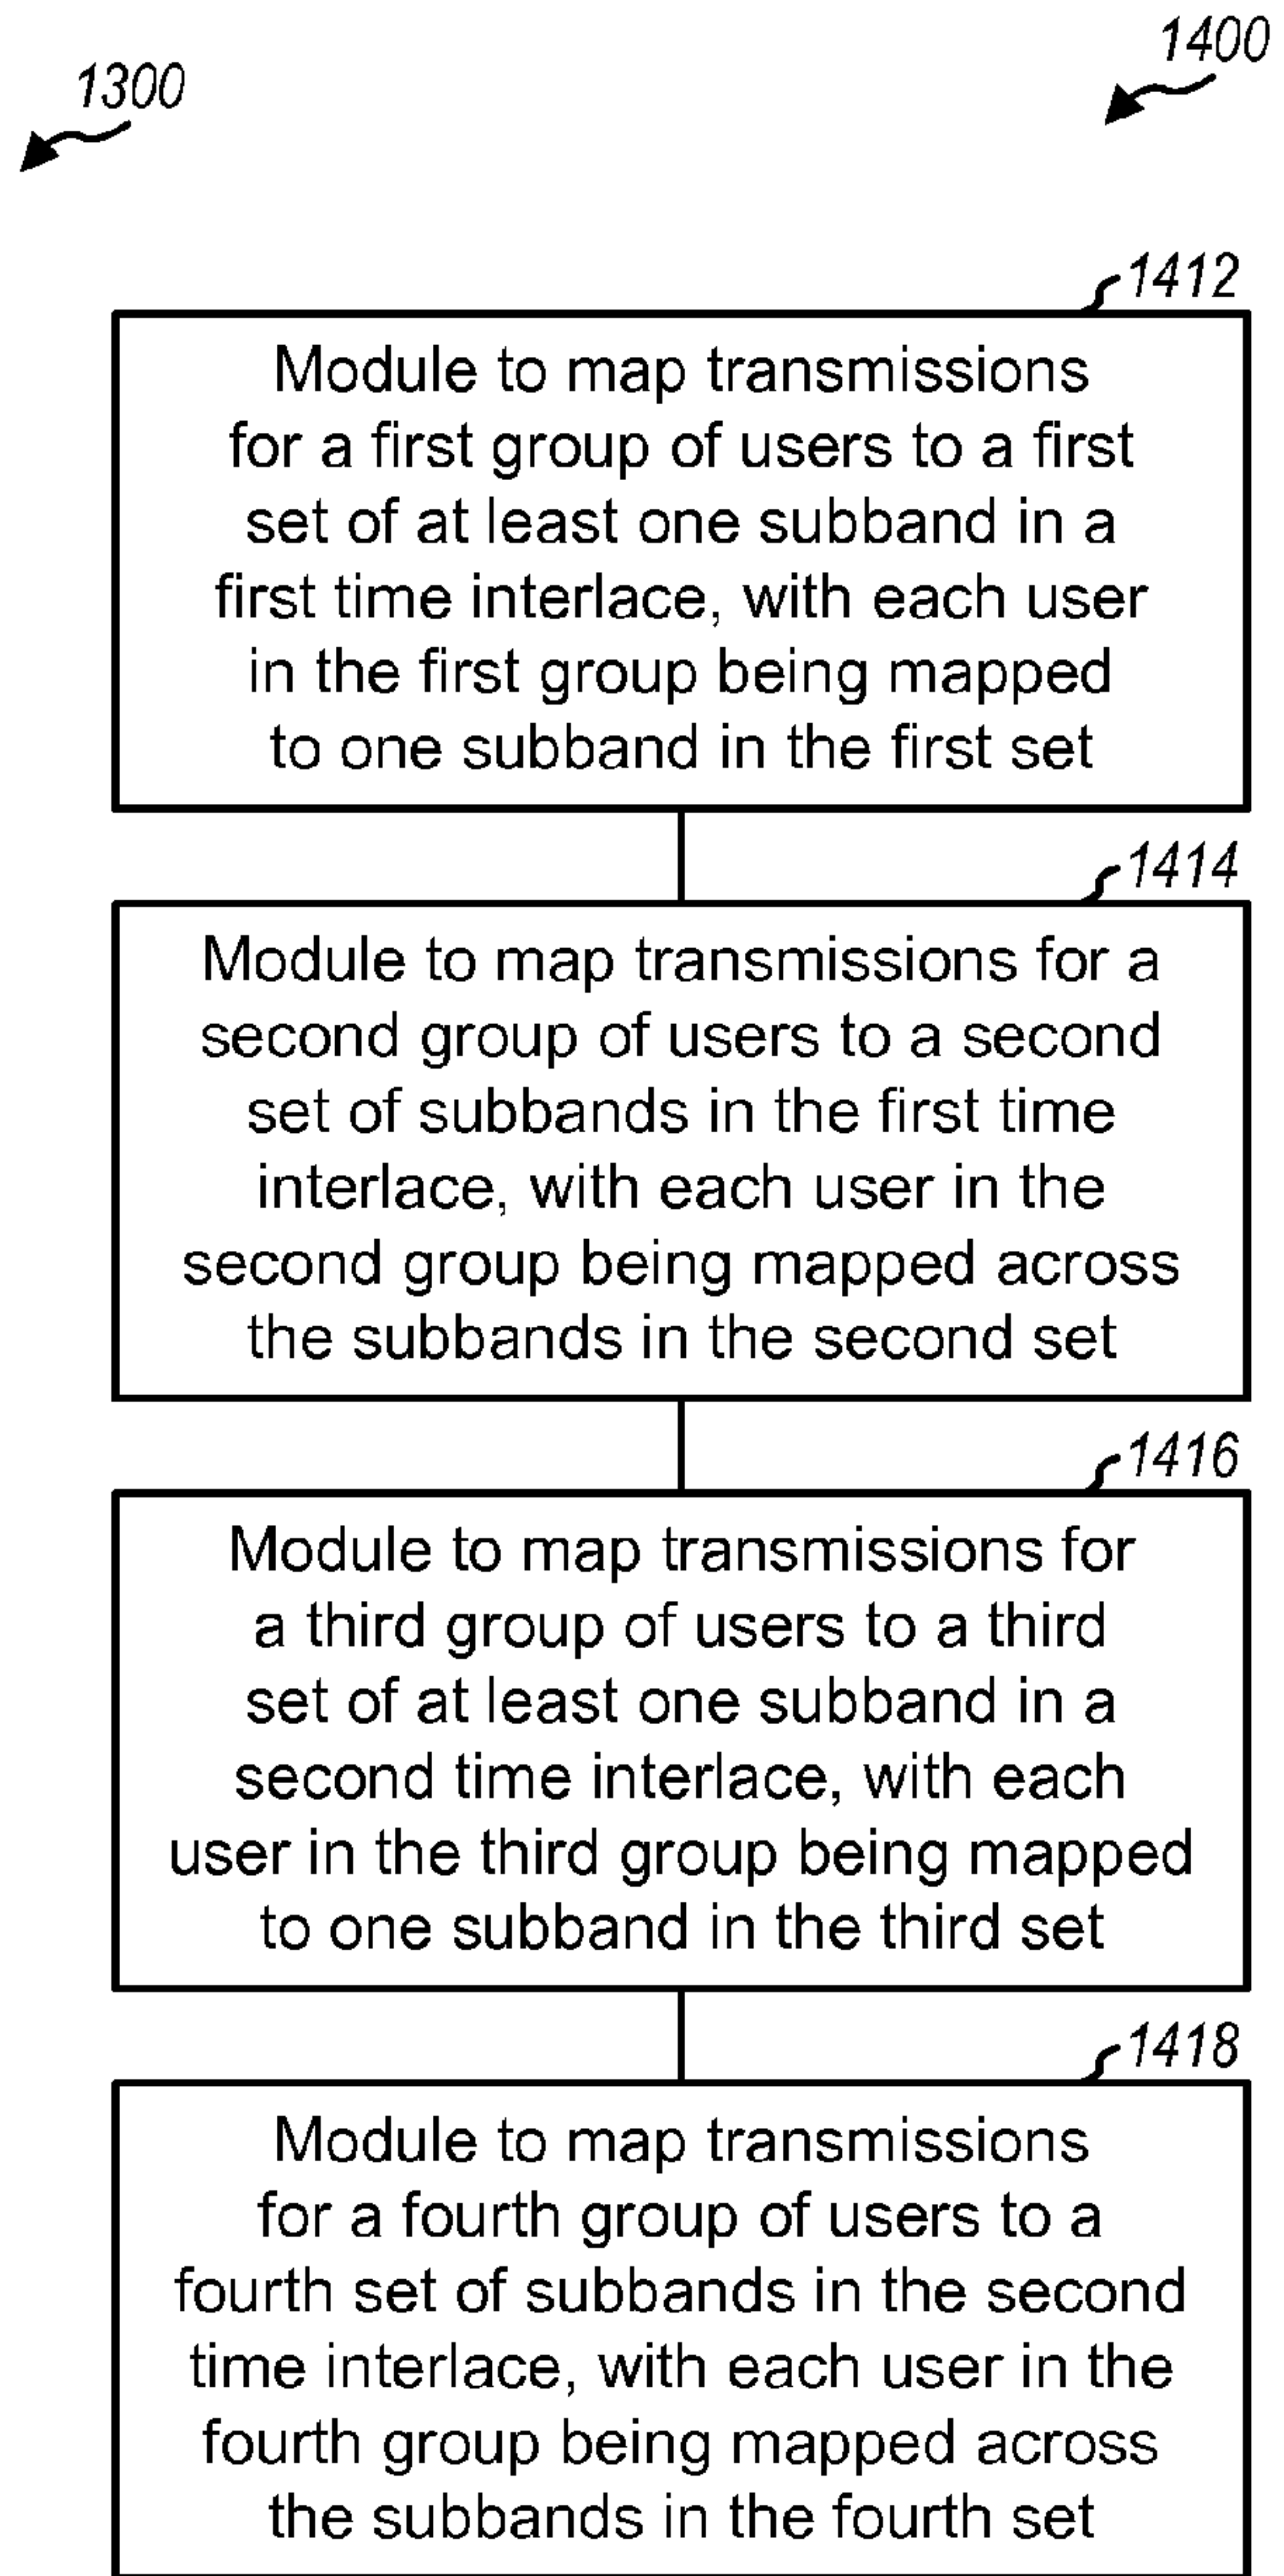 1300
1400
1412
Module to map transmissions
for a first group of users to a first
set of at least one subband in a
first time interlace, with each user
in the first group being mapped
to one subband in the first set
1414
Module to map transmissions for a
second group of users to a second
set of subbands in the first time
interlace, with each user in the
second group being mapped across
the subbands in the second set
1416
Module to map transmissions for
a third group of users to a third
set of at least one subband in a
second time interlace, with each
user in the third group being mapped
to one subband in the third set
1418
Module to map transmissions
for a fourth group of users to a
fourth set of subbands in the second
time interlace, with each user in the
fourth group being mapped across
the subbands in the fourth set